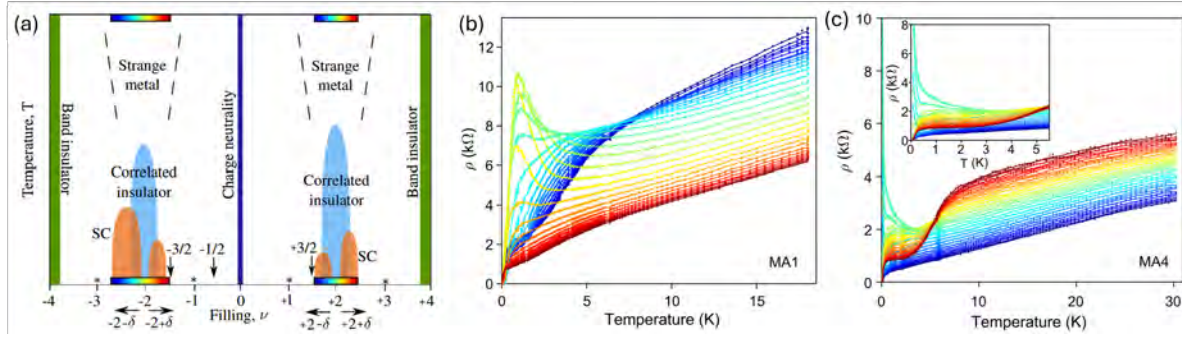 (a)
Strange
metal
Strange
metal
Temperature, T
Band insulator
Charge neutrality
Band insulator
Correlated
insulator
Correlated
insulator
SC
-3/2
-1/2
+3/2
SC
-4
-3
-2
-1
0
+1
+2
+3
+4
-2-δ
-2+δ
Filling, ν
+2-δ
+2+δ
(b)
ρ (kΩ)
12
10
8
6
4
2
0
0
5
10
15
Temperature (K)
MA1
(c)
ρ (kΩ)
10
8
6
4
2
0
0
10
20
30
Temperature (K)
MA4
ρ (kΩ)
8
6
4
2
0
0
1
2
3
4
5
T (K)